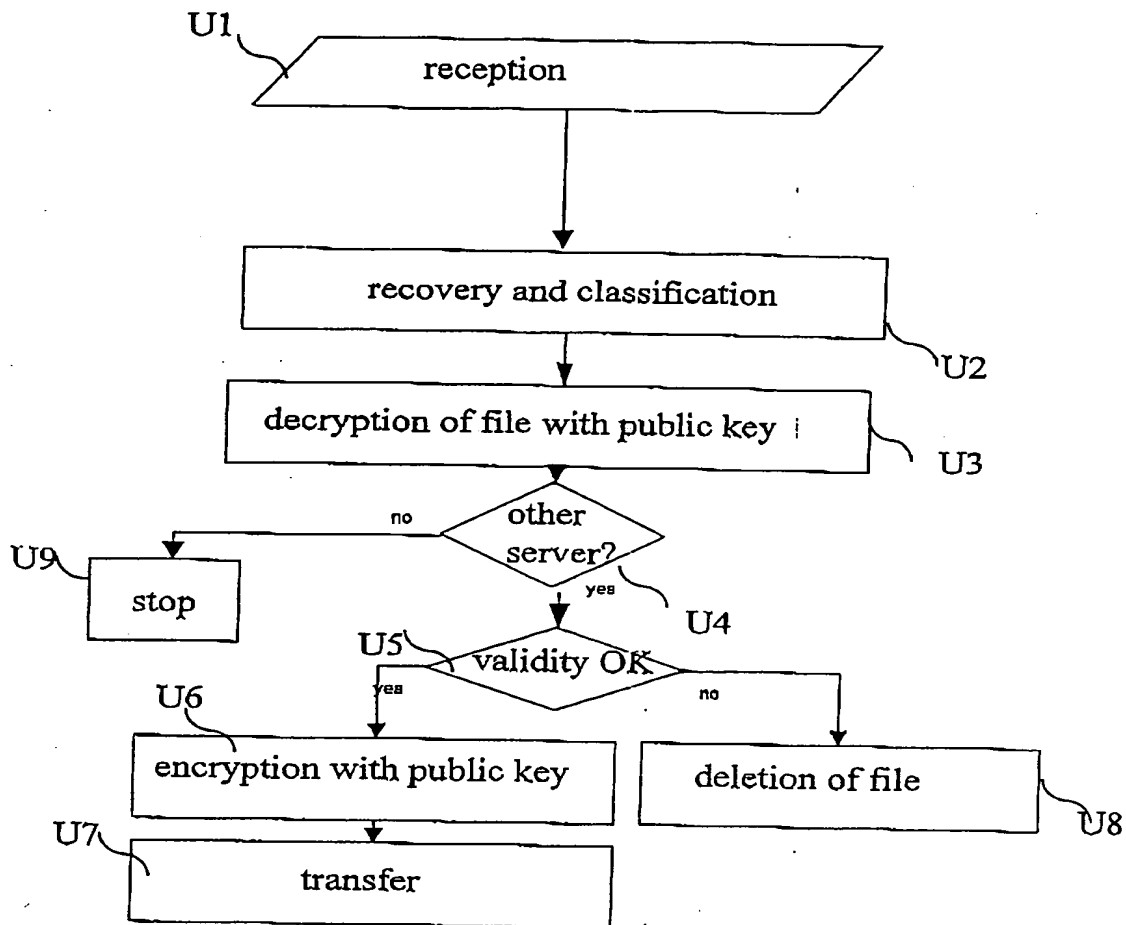 U1
reception
recovery and classification
U2
decryption of file with public key
U3
no
other
server?
U9
stop
yes
U4
U5
validity OK
yes
no
U6
encryption with public key
deletion of file
U8
U7
transfer